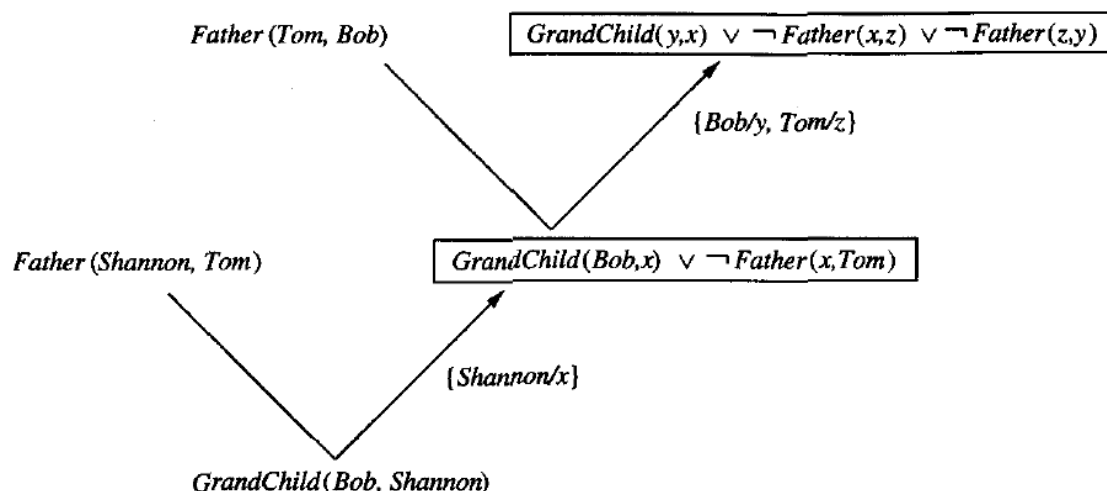 Father (Tom, Bob)
GrandChild(y,x) ∨ ¬ Father(x,z) ∨ ¬ Father(z,y)
{Bob/y, Tom/z}
Father (Shannon, Tom)
GrandChild(Bob,x) ∨ ¬ Father(x,Tom)
{Shannon/x}
GrandChild(Bob, Shannon)